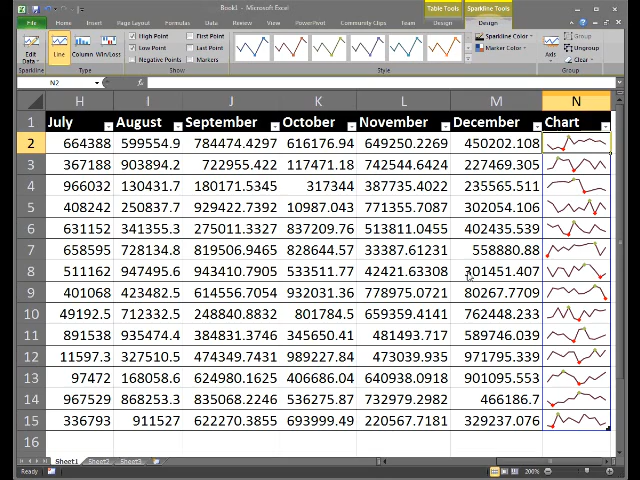 Book1 - Microsoft Excel
Table Tools
Sparkline Tools
File Home Insert Page Layout Formulas Data Review View PowerPivot Community Clips Team Design Design
Edit Data
Line
Column
Win/Loss
High Point
First Point
Low Point
Last Point
Negative Points
Markers
Sparkline Color
Marker Color
Axis
Group
Ungroup
Clear
Sparkline Type Show Style Group
N2
H I J K L M N
1 July August September October November December Chart
2 664388 599554.9 784474.4297 616176.94 649250.2269 450202.108
3 367188 903894.2 722955.422 117471.18 742544.6424 227469.305
4 966032 130431.7 180171.5345 317344 387735.4022 235565.511
5 408242 250837.7 929422.7392 10987.043 771355.7087 302054.106
6 631152 341355.3 275011.3327 837209.76 513811.0455 402435.539
7 658595 723134.8 819506.9465 826644.57 33387.61231 558880.88
8 511162 947495.6 943410.7905 533511.77 42421.63308 301451.407
9 401068 423482.5 614556.7054 932031.36 778975.0721 80267.7709
10 49192.5 712332.5 248840.8832 801784.5 659359.4141 762448.233
11 891538 935474.4 384831.3746 345650.41 481493.717 589746.039
12 11597.3 327510.5 474349.7431 989227.84 473039.935 971795.339
13 97472 168058.6 624980.1625 406686.04 640938.0918 901095.553
14 967529 868253.3 835068.2246 536275.87 732979.2982 466186.7
15 336793 911527 622270.3855 693999.49 220567.7181 329237.076
16
Sheet1 Sheet2 Sheet3
Ready
200%